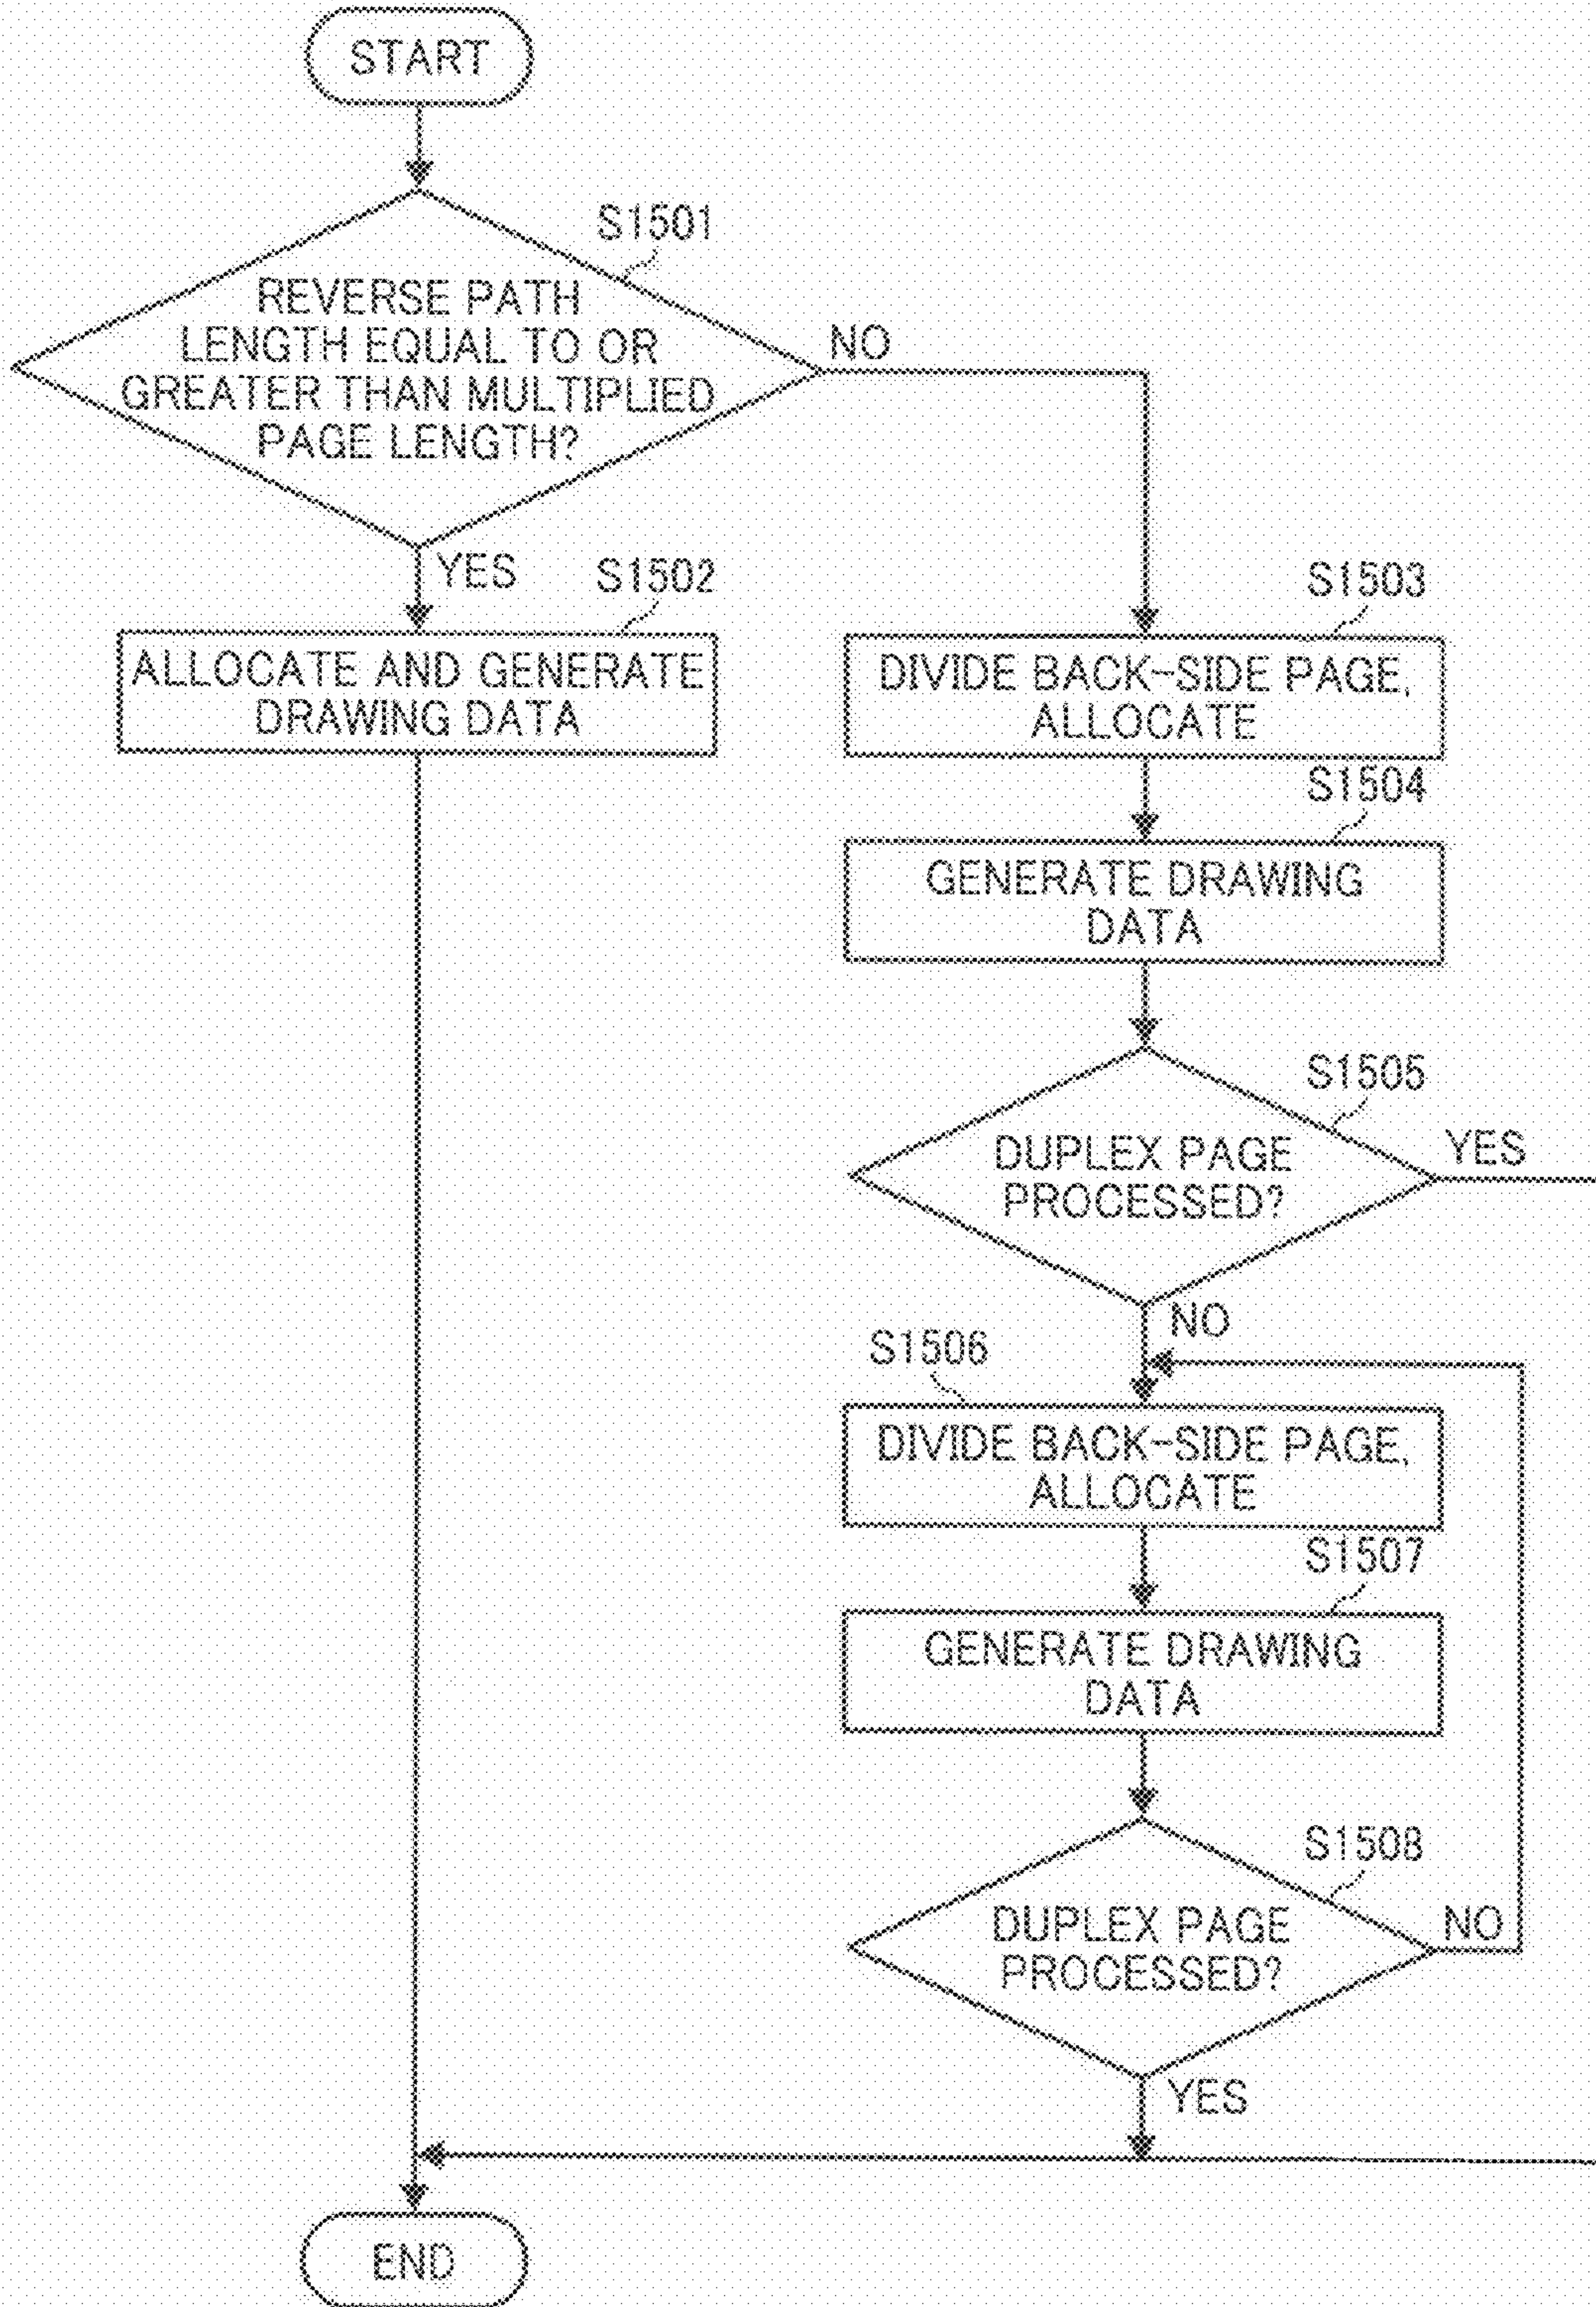 START
S1501
REVERSE PATH
LENGTH EQUAL TO OR
GREATER THAN MULTIPLIED
PAGE LENGTH?
NO
YES
S1502
ALLOCATE AND GENERATE
DRAWING DATA
S1503
DIVIDE BACK-SIDE PAGE,
ALLOCATE
S1504
GENERATE DRAWING
DATA
S1505
DUPLEX PAGE
PROCESSED?
YES
NO
S1506
DIVIDE BACK-SIDE PAGE,
ALLOCATE
S1507
GENERATE DRAWING
DATA
S1508
DUPLEX PAGE
PROCESSED?
NO
YES
END